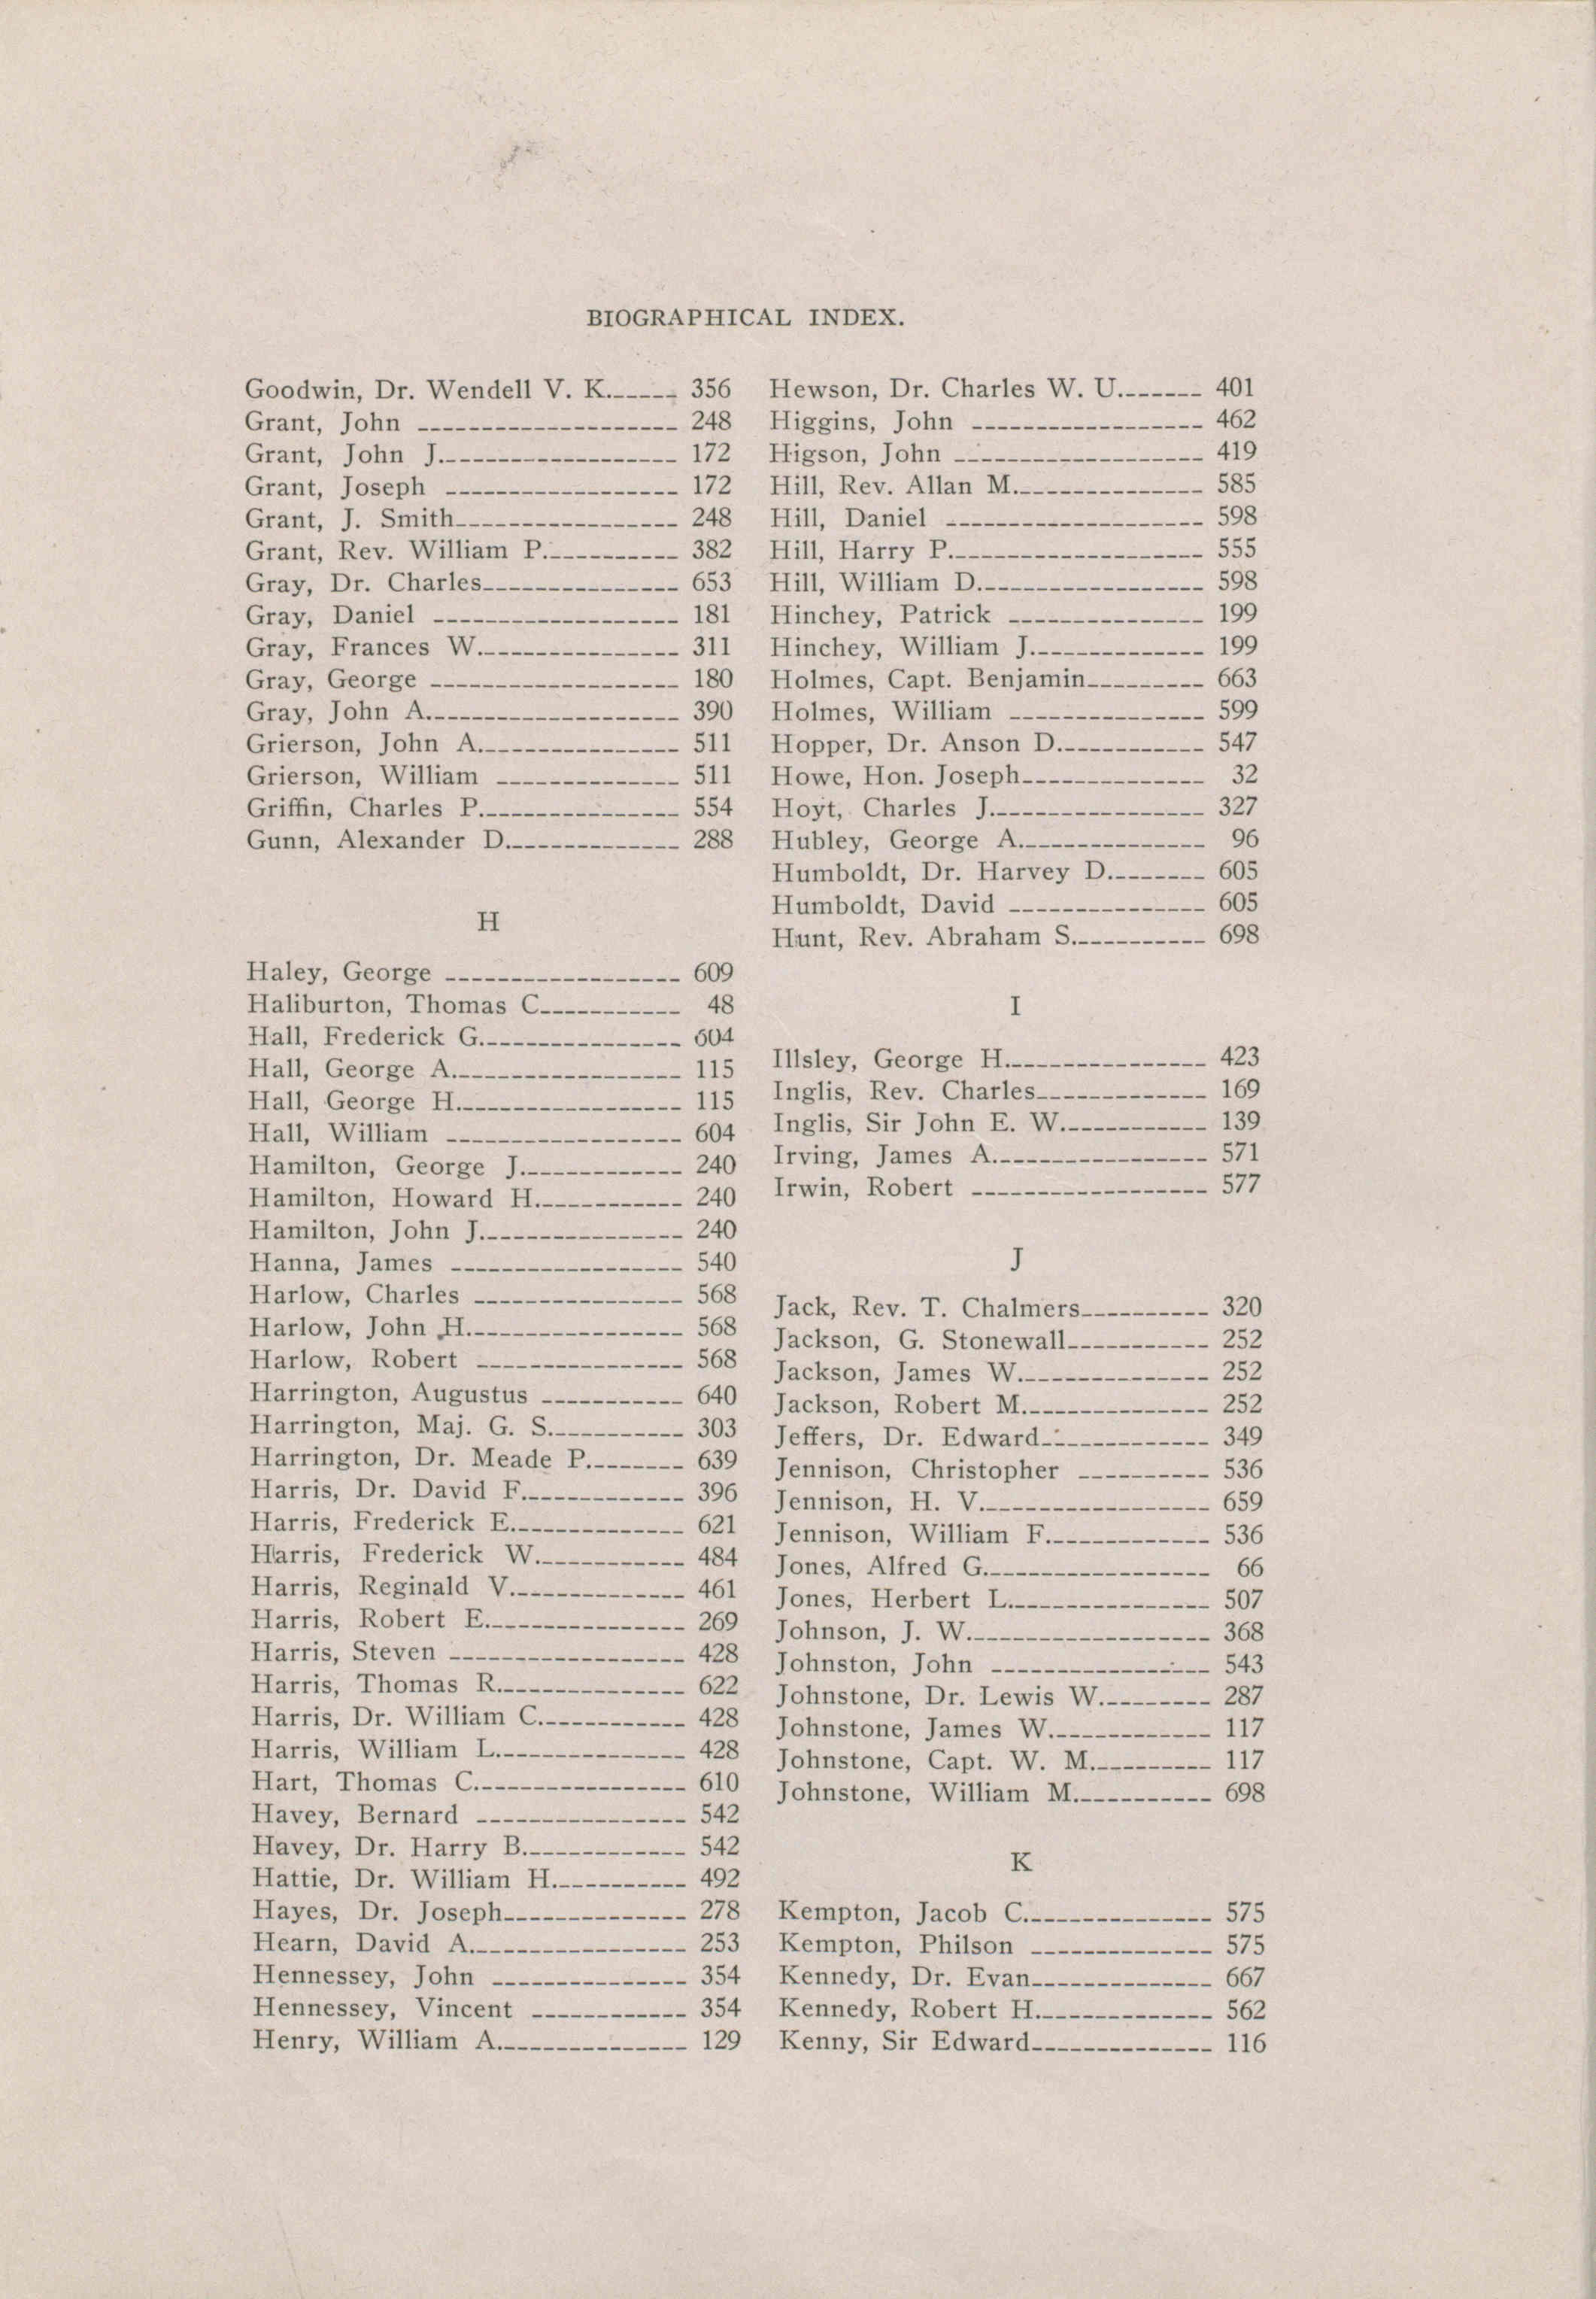 BIOGRAPHICAL INDEX.
Goodwin, Dr. Wendell V. K. 356
Grant, John 248
Grant, John J. 172
Grant, Joseph 172
Grant, J. Smith 248
Grant, Rev. William P. 382
Gray, Dr. Charles 653
Gray, Daniel 181
Gray, Frances W. 311
Gray, George 180
Gray, John A. 390
Grierson, John A. 511
Grierson, William 511
Griffin, Charles P. 554
Gunn, Alexander D. 288
H
Haley, George 609
Haliburton, Thomas C. 48
Hall, Frederick G. 604
Hall, George A. 115
Hall, George H. 115
Hall, William 604
Hamilton, George J. 240
Hamilton, Howard H. 240
Hamilton, John J. 240
Hanna, James 540
Harlow, Charles 568
Harlow, John H. 568
Harlow, Robert 568
Harrington, Augustus 640
Harrington, Maj. G. S. 303
Harrington, Dr. Meade P. 639
Harris, Dr. David F. 396
Harris, Frederick E. 621
Harris, Frederick W. 484
Harris, Reginald V. 461
Harris, Robert E. 269
Harris, Steven 428
Harris, Thomas R. 622
Harris, Dr. William C. 428
Harris, William L. 428
Hart, Thomas C. 610
Havey, Bernard 542
Havey, Dr. Harry B. 542
Hattie, Dr. William H. 492
Hayes, Dr. Joseph 278
Hearn, David A. 253
Hennessey, John 354
Hennessey, Vincent 354
Henry, William A. 129
Hewson, Dr. Charles W. U. 401
Higgins, John 462
Higson, John 419
Hill, Rev. Allan M. 585
Hill, Daniel 598
Hill, Harry P. 555
Hill, William D. 598
Hinchey, Patrick 199
Hinchey, William J. 199
Holmes, Capt. Benjamin 663
Holmes, William 599
Hopper, Dr. Anson D. 547
Howe, Hon. Joseph 32
Hoyt, Charles J. 327
Hubley, George A. 96
Humboldt, Dr. Harvey D. 605
Humboldt, David 605
Hunt, Rev. Abraham S. 698
I
Illsley, George H. 423
Inglis, Rev. Charles 169
Inglis, Sir John E. W. 139
Irving, James A. 571
Irwin, Robert 577
J
Jack, Rev. T. Chalmers 320
Jackson, G. Stonewall 252
Jackson, James W. 252
Jackson, Robert M. 252
Jeffers, Dr. Edward 349
Jennison, Christopher 536
Jennison, H. V. 659
Jennison, William F. 536
Jones, Alfred G. 66
Jones, Herbert L. 507
Johnson, J. W. 368
Johnston, John 543
Johnstone, Dr. Lewis W. 287
Johnstone, James W. 117
Johnstone, Capt. W. M. 117
Johnstone, William M. 698
K
Kempton, Jacob C. 575
Kempton, Philson 575
Kennedy, Dr. Evan 667
Kennedy, Robert H. 562
Kenny, Sir Edward 116